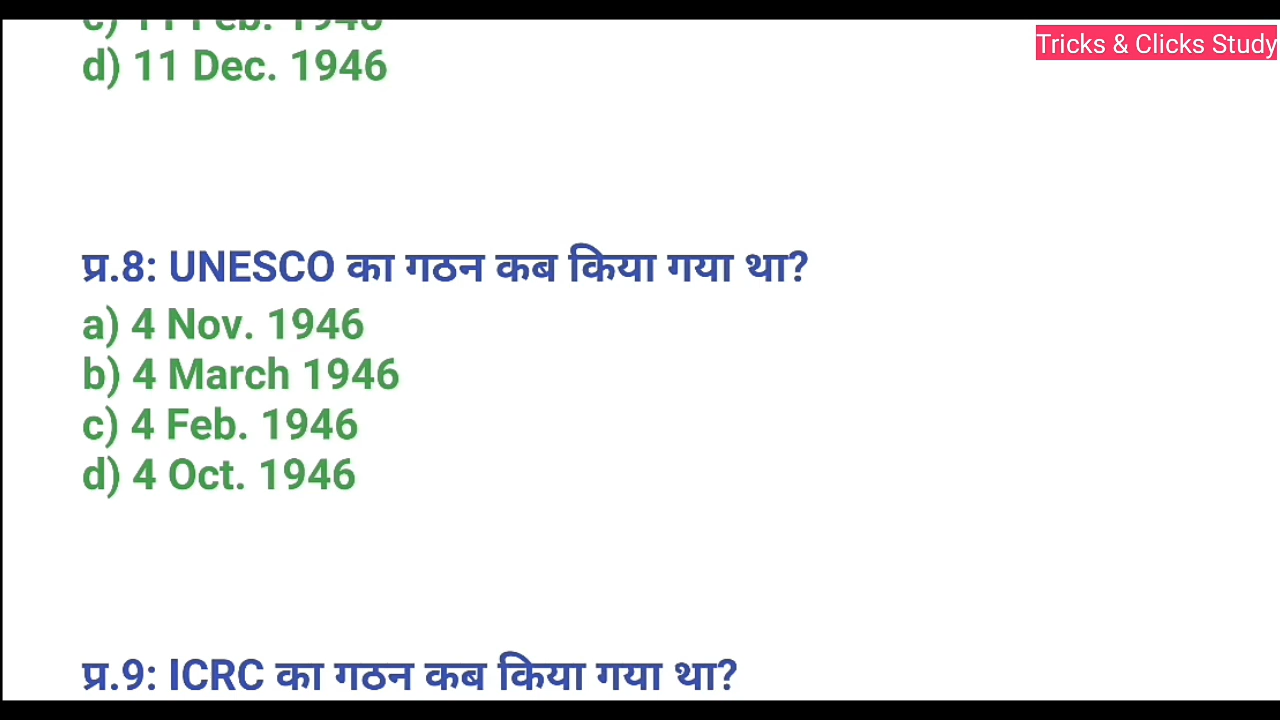 Tricks & Clicks Study
d) 11 Dec. 1946
प्र.8: UNESCO का गठन कब किया गया था?
a) 4 Nov. 1946
b) 4 March 1946
c) 4 Feb. 1946
d) 4 Oct. 1946
प्र.9: ICRC का गठन कब किया गया था?